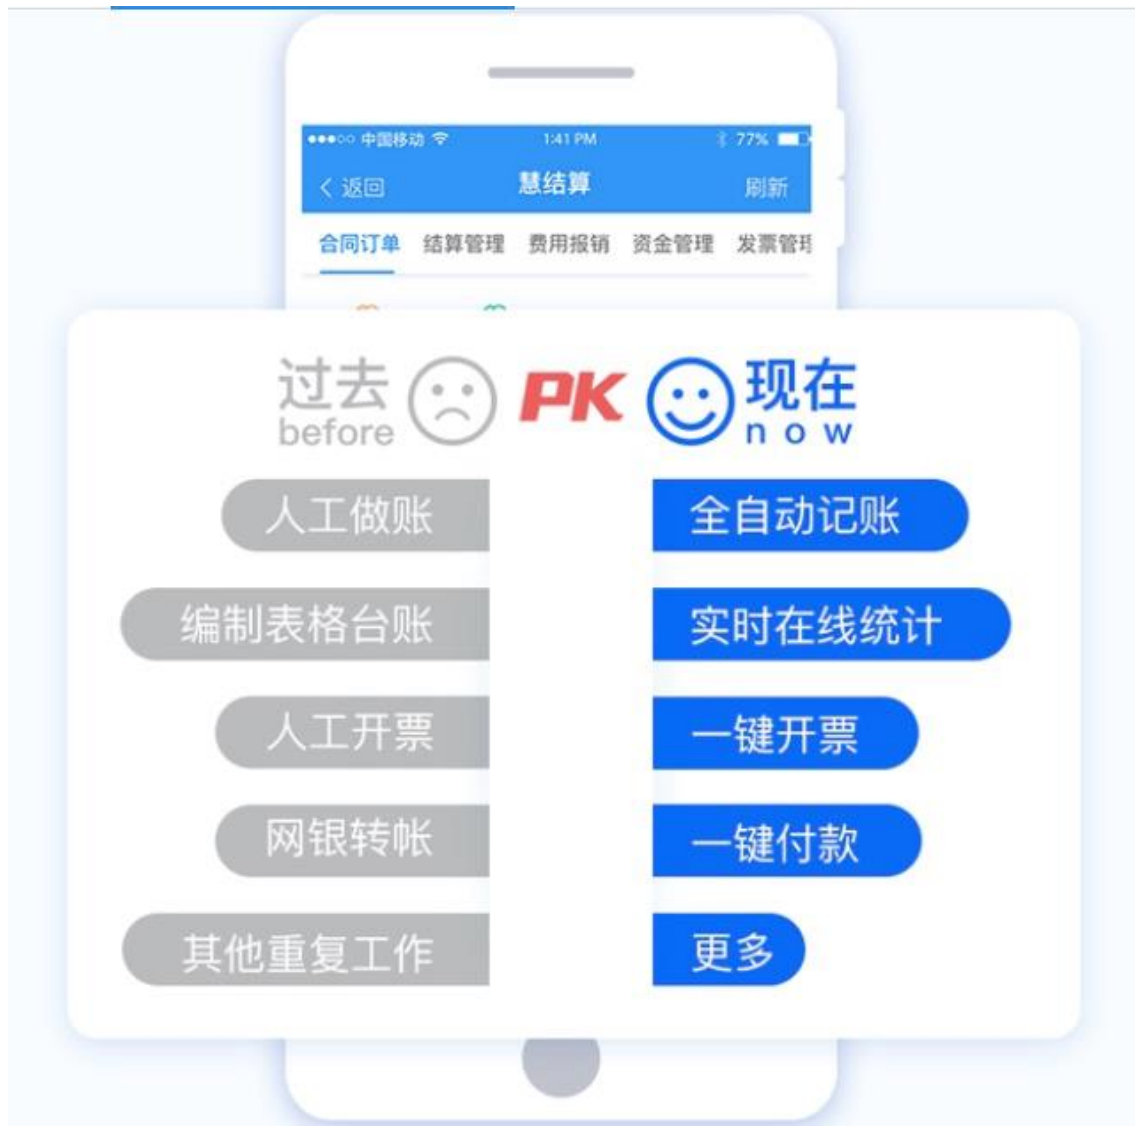 中国移动 1:41 PM 77%
返回 慧结算 刷新
合同订单 结算管理 费用报销 资金管理 发票管理
过去 PK 现在
before now
人工做账 全自动记账
编制表格台账 实时在线统计
人工开票 一键开票
网银转帐 一键付款
其他重复工作 更多